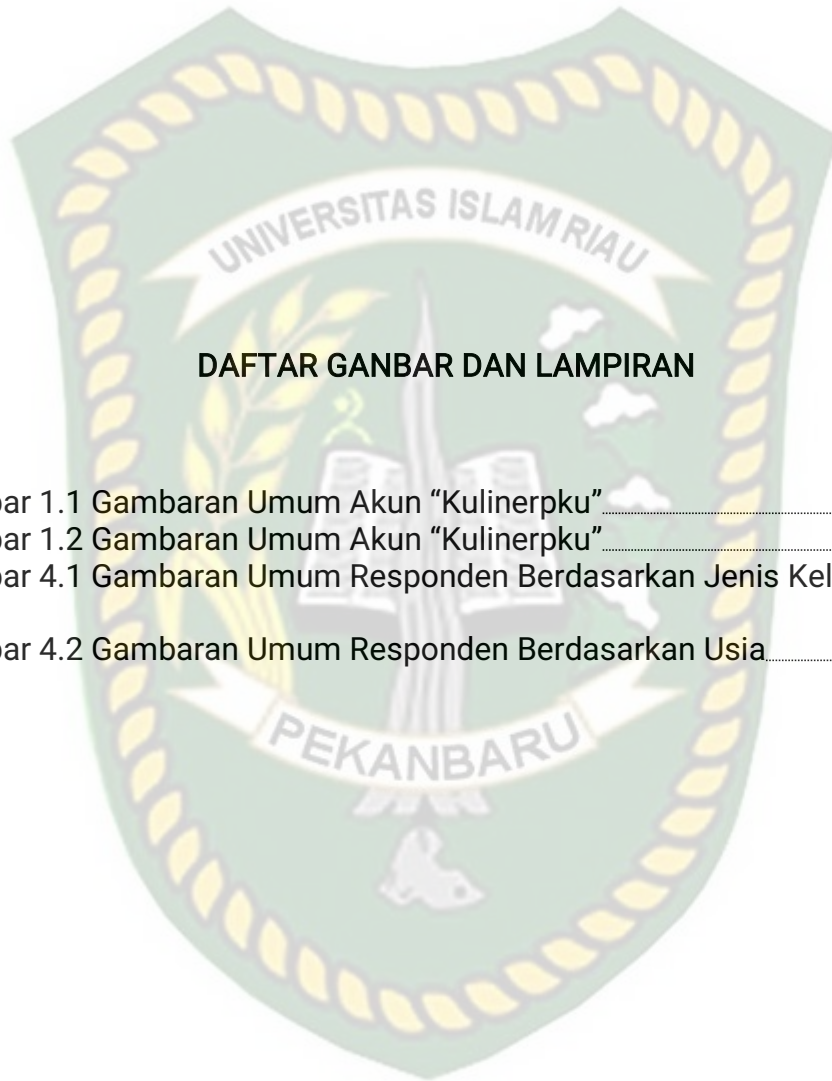 UNIVERSITAS ISLAM RIAU
DAFTAR GANBAR DAN LAMPIRAN
bar 1.1 Gambaran Umum Akun “Kulinerpku”
bar 1.2 Gambaran Umum Akun “Kulinerpku”
bar 4.1 Gambaran Umum Responden Berdasarkan Jenis Kel
bar 4.2 Gambaran Umum Responden Berdasarkan Usia
PEKANBARU